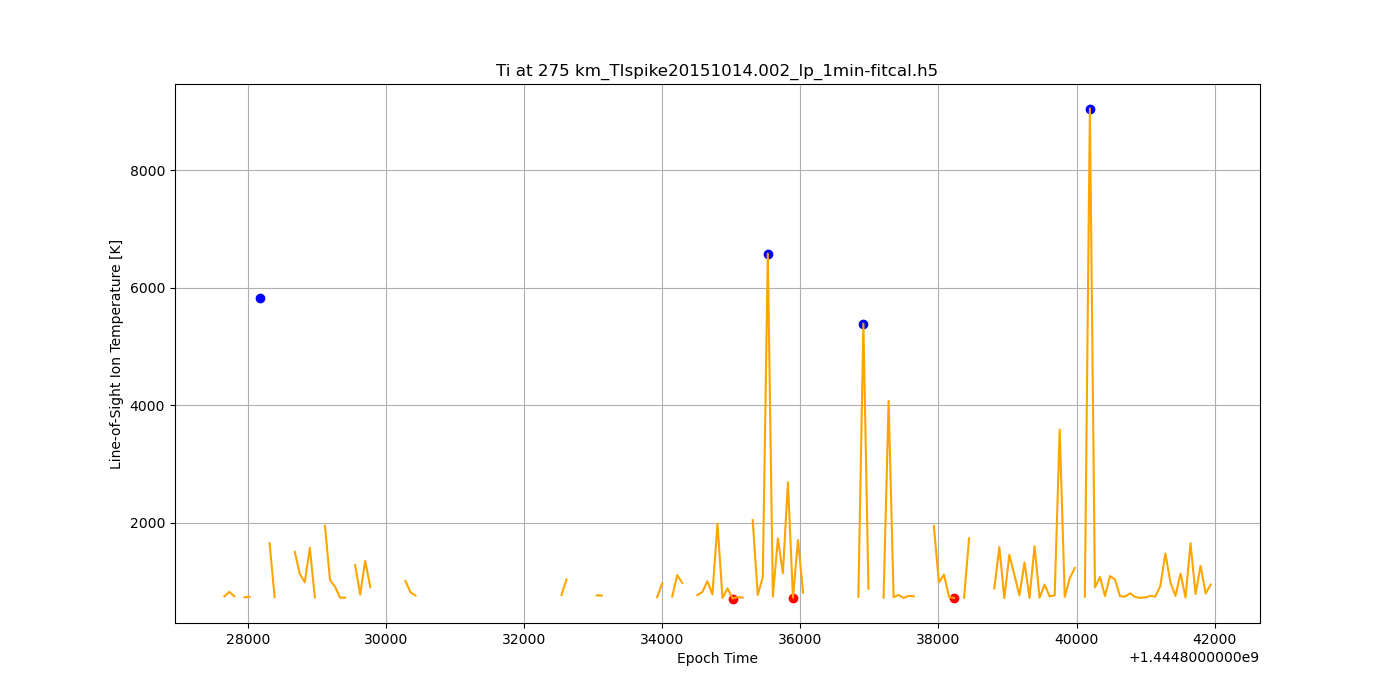 Ti at 275 km_TIspike20151014.002_lp_1min-fitcal.h5
Line-of-Sight Ion Temperature [K]
8000
6000
4000
2000
28000 30000 32000 34000 36000 38000 40000 42000
Epoch Time
+1.4448000000e9